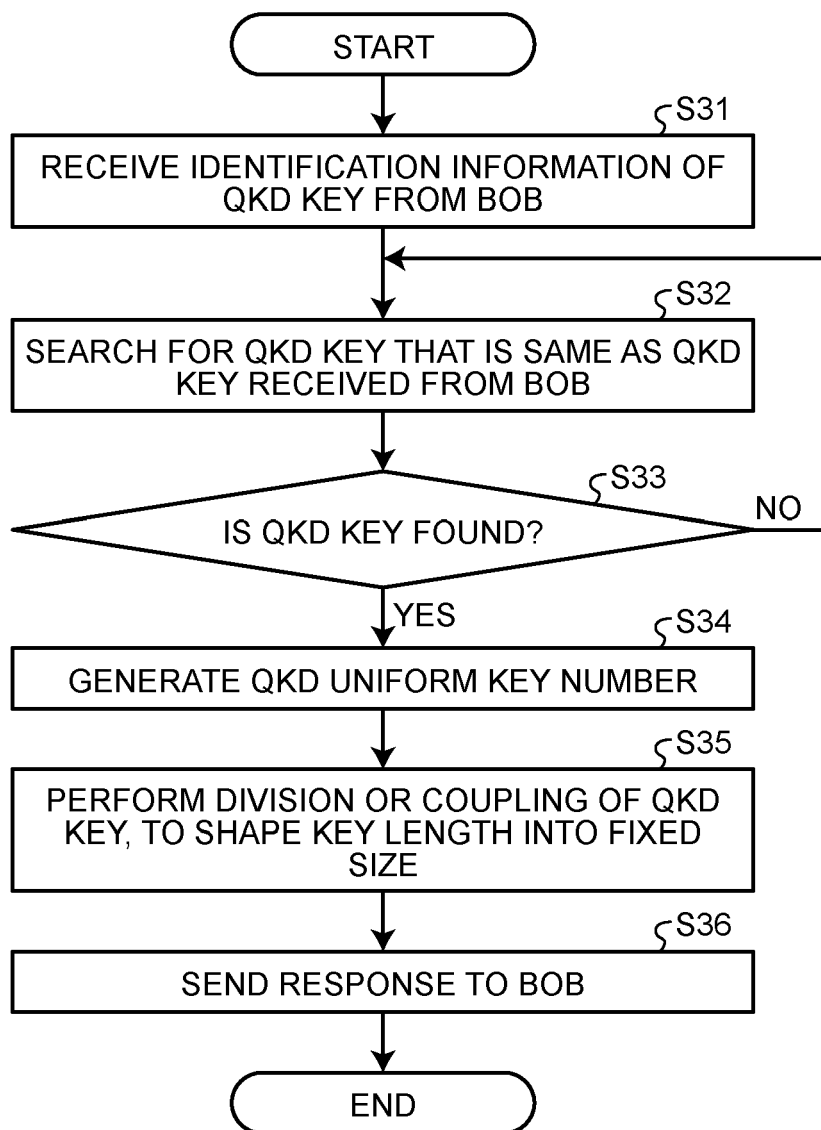 START
S31
RECEIVE IDENTIFICATION INFORMATION OF
QKD KEY FROM BOB
S32
SEARCH FOR QKD KEY THAT IS SAME AS QKD
KEY RECEIVED FROM BOB
S33
IS QKD KEY FOUND?
NO
YES
S34
GENERATE QKD UNIFORM KEY NUMBER
S35
PERFORM DIVISION OR COUPLING OF QKD
KEY, TO SHAPE KEY LENGTH INTO FIXED
SIZE
S36
SEND RESPONSE TO BOB
END